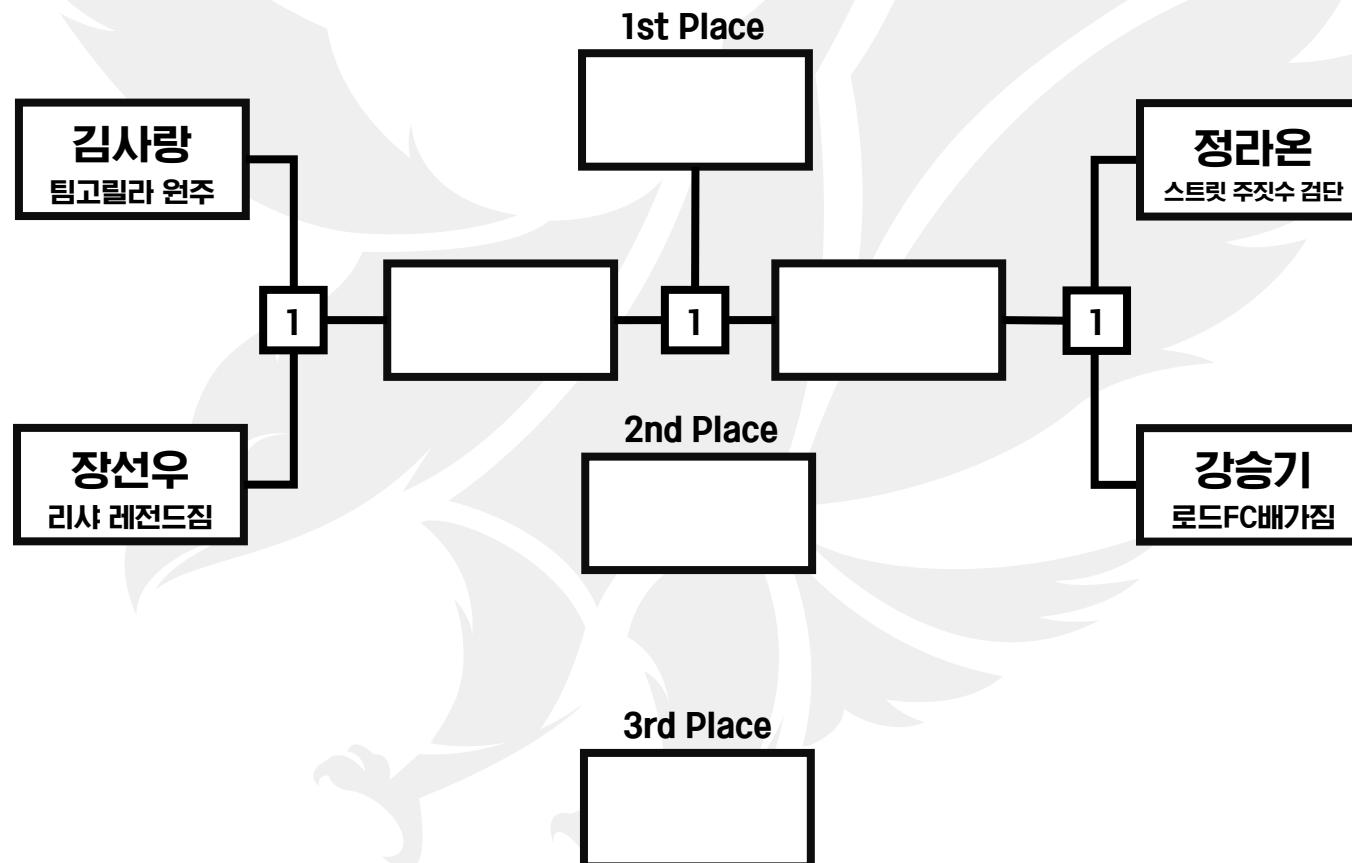 1st Place
김사랑
팀고릴라 원주
정라온
스트릿 주짓수 검단
1
1
1
2nd Place
장선우
리샤 레전드짐
강승기
로드FC배가짐
3rd Place